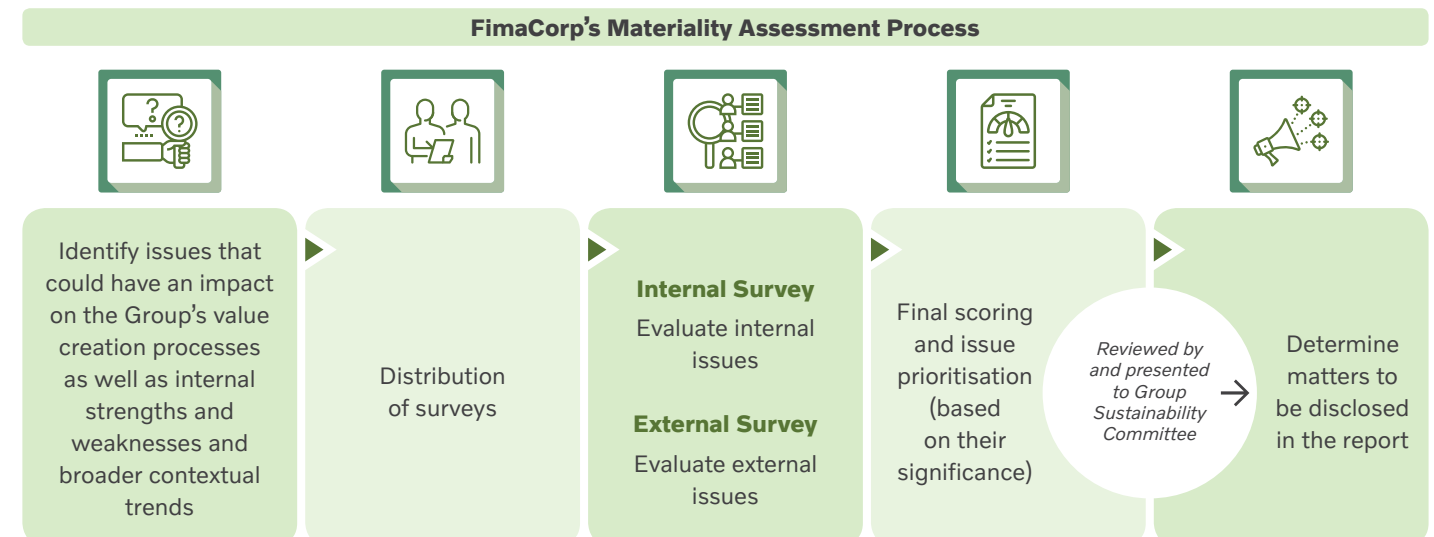 FimaCorp’s Materiality Assessment Process
Identify issues that
could have an impact
on the Group’s value
creation processes
as well as internal
strengths and
weaknesses and
broader contextual
trends
Distribution
of surveys
Internal Survey
Evaluate internal
issues
External Survey
Evaluate external
issues
Final scoring
and issue
prioritisation
(based
on their
significance)
Reviewed by
and presented
to Group
Sustainability
Committee
Determine
matters to
be disclosed
in the report